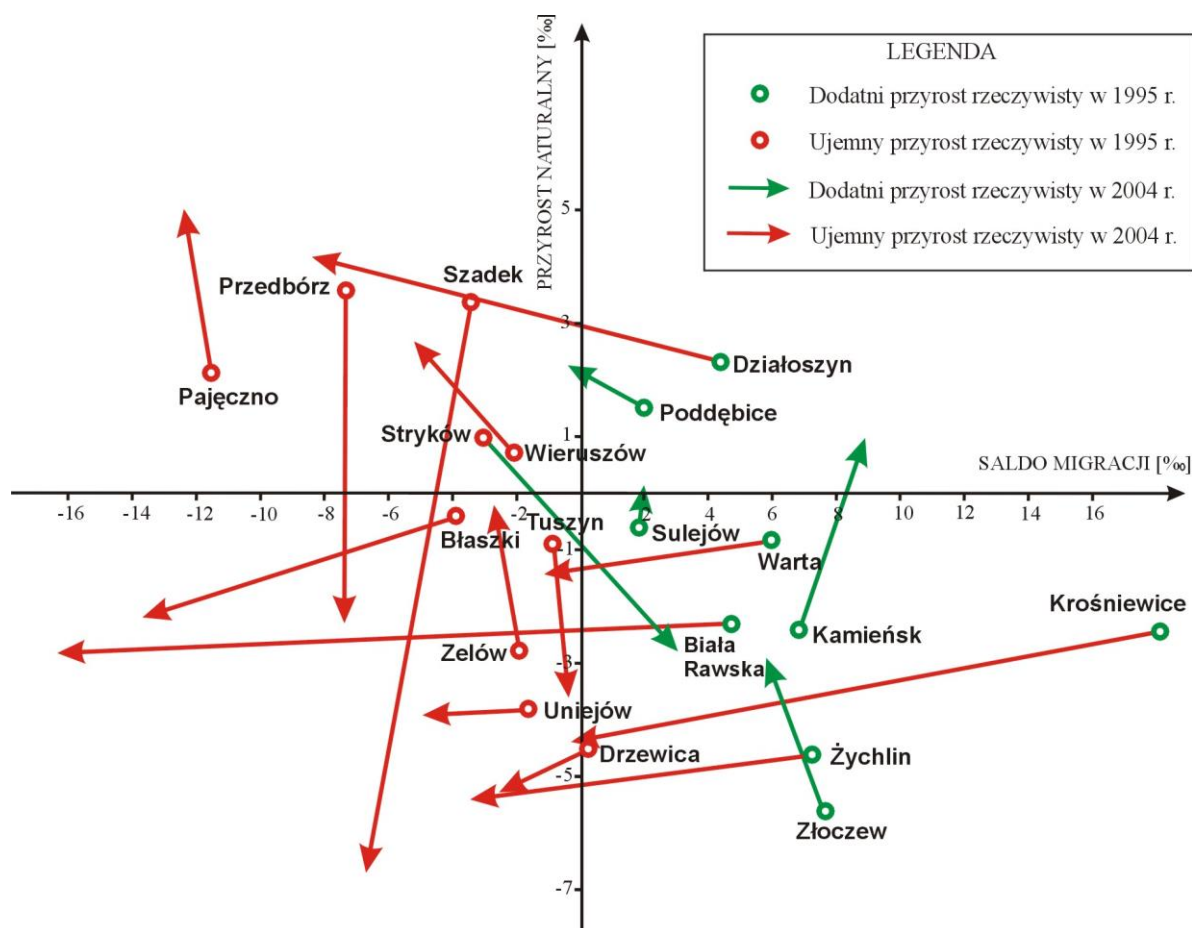 PRZYROST NATURALNY [‰]
LEGENDA
Dodatni przyrost rzeczywisty w 1995 r.
Ujemny przyrost rzeczywisty w 1995 r.
Dodatni przyrost rzeczywisty w 2004 r.
Ujemny przyrost rzeczywisty w 2004 r.
5
Szadek
Przedbórz
3
Działoszyn
Pajęczno
Poddębice
Stryków
1
Wieruszów
SALDO MIGRACJI [‰]
-16 -14 -12 -10 -8 -6 -4 -2 2 4 6 8 10 12 14 16
Błaszki
Tuszyn
Sulejów
-1
Warta
Krośniewice
Kamieńsk
Zelów
-3
Biała
Rawska
Uniejów
Drzewica
Żychlin
-5
Złoczew
-7